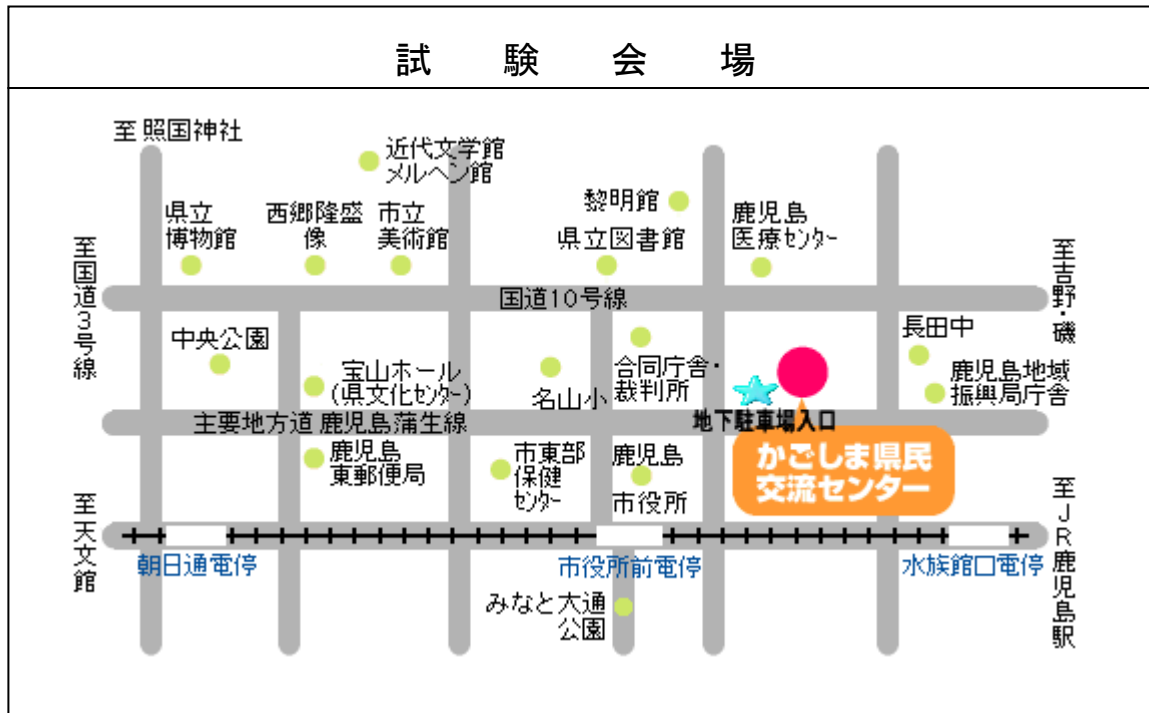 試験会場
至照国神社
近代文学館
メルヘン館
黎明館
県立
博物館
西郷隆盛
像
市立
美術館
県立図書館
鹿児島
医療センター
至国道3号線
国道10号線
至吉野・磯
中央公園
宝山ホール
(県文化センター)
名山小
合同庁舎・
裁判所
長田中
鹿児島地域
振興局庁舎
地下駐車場入口
主要地方道 鹿児島蒲生線
かごしま県民
交流センター
鹿児島
東郵便局
市東部
保健
センター
鹿児島
市役所
至天文館
至JR鹿児島駅
朝日通電停
市役所前電停
水族館口電停
みなと大通
公園